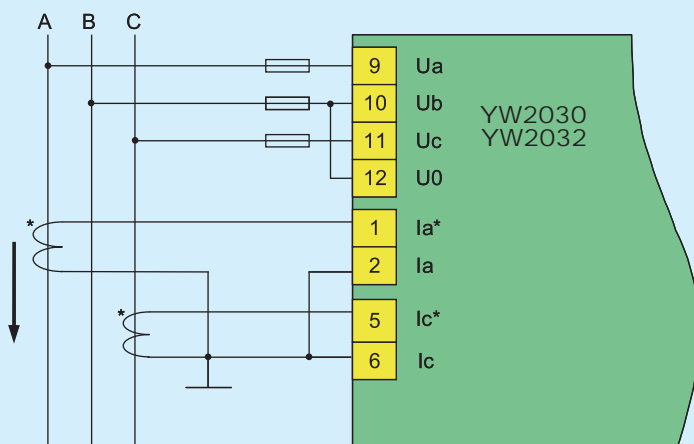 A B C
9 Ua
10 Ub
11 Uc
12 U0
YW2030
YW2032
* 1 Ia*
2 Ia
* 5 Ic*
6 Ic